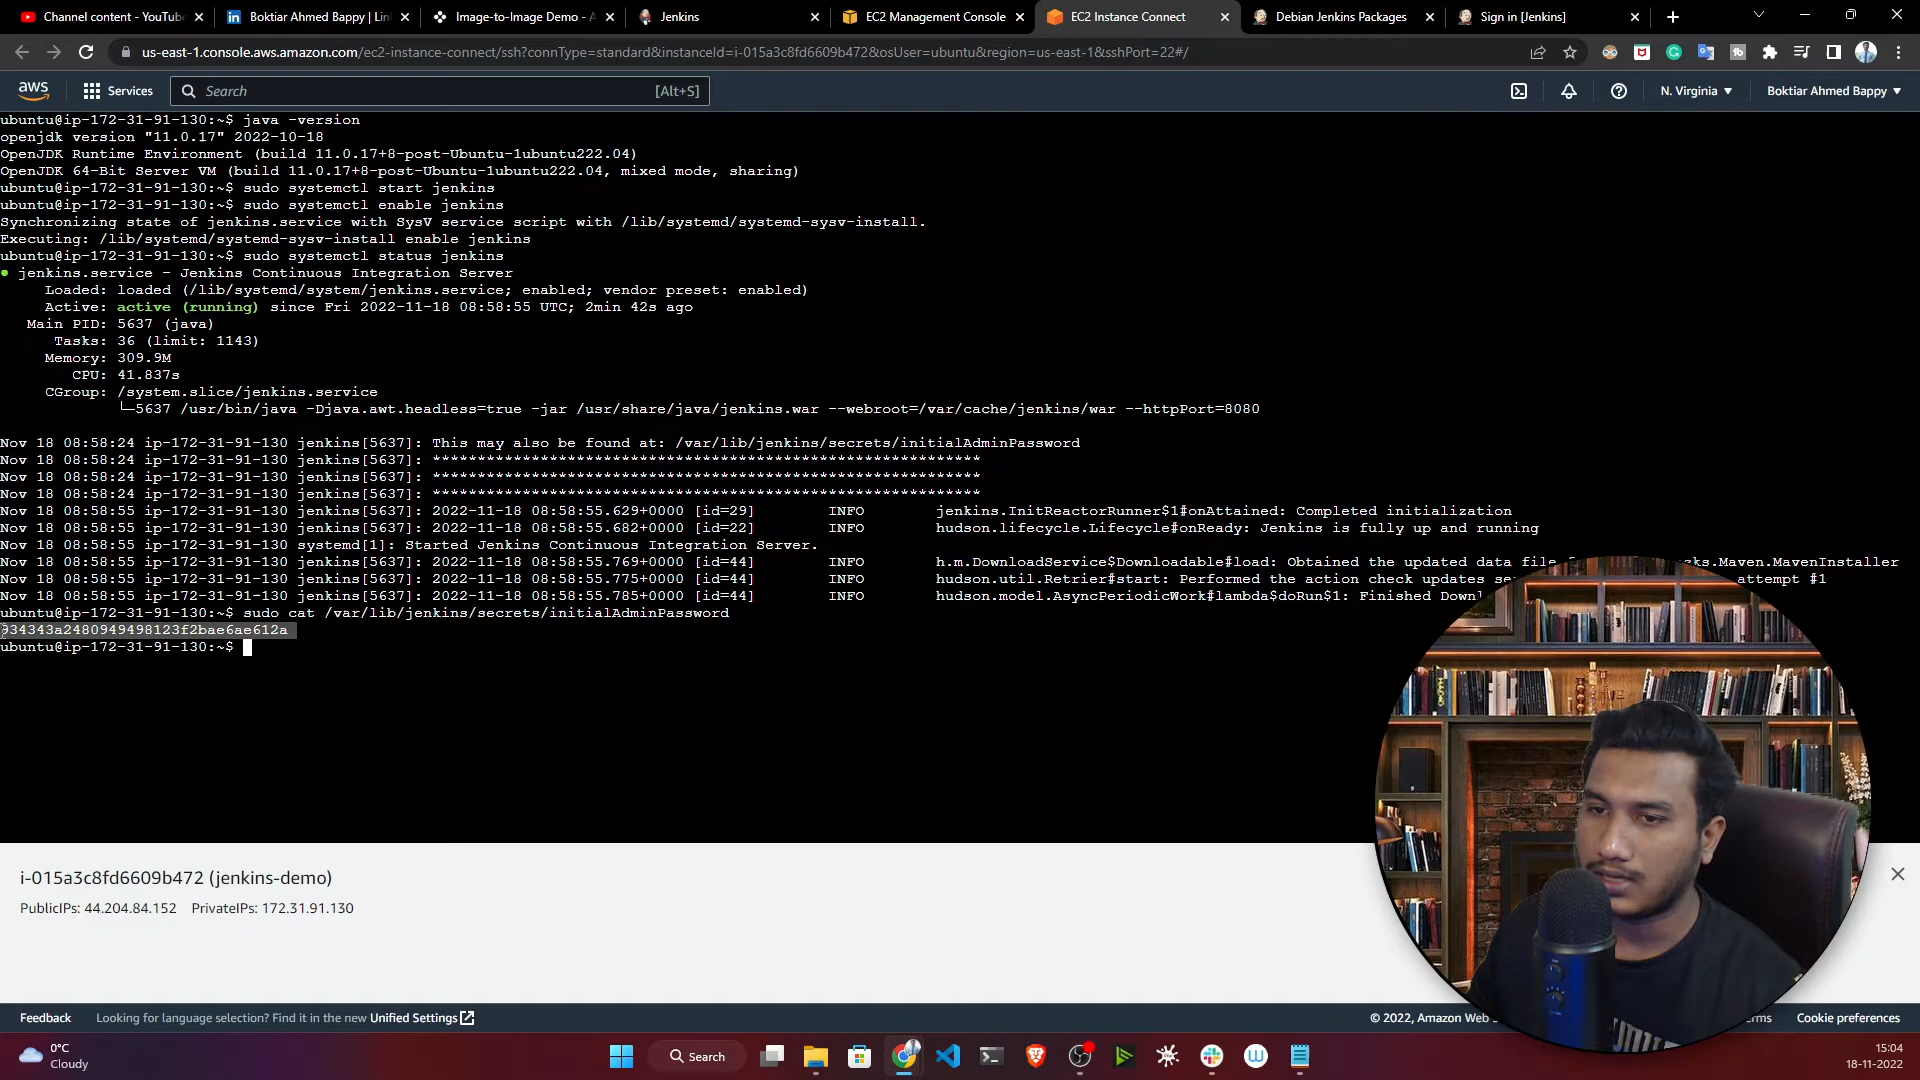 Channel content - YouTube
Boktiar Ahmed Bappy | Lin
Image-to-Image Demo - A
Jenkins
EC2 Management Console
EC2 Instance Connect
Debian Jenkins Packages
Sign in [Jenkins]
us-east-1.console.aws.amazon.com/ec2-instance-connect/ssh?connType=standard&instanceId=i-015a3c8fd6609b472&osUser=ubuntu&region=us-east-1&sshPort=22#/
aws Services Search [Alt+S] N. Virginia Boktiar Ahmed Bappy
ubuntu@ip-172-31-91-130:~$ java -version
openjdk version "11.0.17" 2022-10-18
OpenJDK Runtime Environment (build 11.0.17+8-post-Ubuntu-1ubuntu222.04)
OpenJDK 64-Bit Server VM (build 11.0.17+8-post-Ubuntu-1ubuntu222.04, mixed mode, sharing)
ubuntu@ip-172-31-91-130:~$ sudo systemctl start jenkins
ubuntu@ip-172-31-91-130:~$ sudo systemctl enable jenkins
Synchronizing state of jenkins.service with SysV service script with /lib/systemd/systemd-sysv-install.
Executing: /lib/systemd/systemd-sysv-install enable jenkins
ubuntu@ip-172-31-91-130:~$ sudo systemctl status jenkins
● jenkins.service - Jenkins Continuous Integration Server
Loaded: loaded (/lib/systemd/system/jenkins.service; enabled; vendor preset: enabled)
Active: active (running) since Fri 2022-11-18 08:58:55 UTC; 2min 42s ago
Main PID: 5637 (java)
Tasks: 36 (limit: 1143)
Memory: 309.9M
CPU: 41.837s
CGroup: /system.slice/jenkins.service
└─5637 /usr/bin/java -Djava.awt.headless=true -jar /usr/share/java/jenkins.war --webroot=/var/cache/jenkins/war --httpPort=8080
Nov 18 08:58:24 ip-172-31-91-130 jenkins[5637]: This may also be found at: /var/lib/jenkins/secrets/initialAdminPassword
Nov 18 08:58:24 ip-172-31-91-130 jenkins[5637]: *************************************************************
Nov 18 08:58:24 ip-172-31-91-130 jenkins[5637]: *************************************************************
Nov 18 08:58:24 ip-172-31-91-130 jenkins[5637]: *************************************************************
Nov 18 08:58:55 ip-172-31-91-130 jenkins[5637]: 2022-11-18 08:58:55.629+0000 [id=29] INFO jenkins.InitReactorRunner$1#onAttained: Completed initialization
Nov 18 08:58:55 ip-172-31-91-130 jenkins[5637]: 2022-11-18 08:58:55.682+0000 [id=22] INFO hudson.lifecycle.Lifecycle#onReady: Jenkins is fully up and running
Nov 18 08:58:55 ip-172-31-91-130 systemd[1]: Started Jenkins Continuous Integration Server.
Nov 18 08:58:55 ip-172-31-91-130 jenkins[5637]: 2022-11-18 08:58:55.769+0000 [id=44] INFO h.m.DownloadService$Downloadable#load: Obtained the updated data file ks.Maven.MavenInstaller
Nov 18 08:58:55 ip-172-31-91-130 jenkins[5637]: 2022-11-18 08:58:55.775+0000 [id=44] INFO hudson.util.Retrier#start: Performed the action check updates se attempt #1
Nov 18 08:58:55 ip-172-31-91-130 jenkins[5637]: 2022-11-18 08:58:55.785+0000 [id=44] INFO hudson.model.AsyncPeriodicWork#lambda$doRun$1: Finished Down
ubuntu@ip-172-31-91-130:~$ sudo cat /var/lib/jenkins/secrets/initialAdminPassword
934343a2480949498123f2bae6ae612a
ubuntu@ip-172-31-91-130:~$
i-015a3c8fd6609b472 (jenkins-demo)
PublicIPs: 44.204.84.152 PrivateIPs: 172.31.91.130
Feedback Looking for language selection? Find it in the new Unified Settings © 2022, Amazon Web Cookie preferences
0°C
Cloudy
Search
15:04
18-11-2022